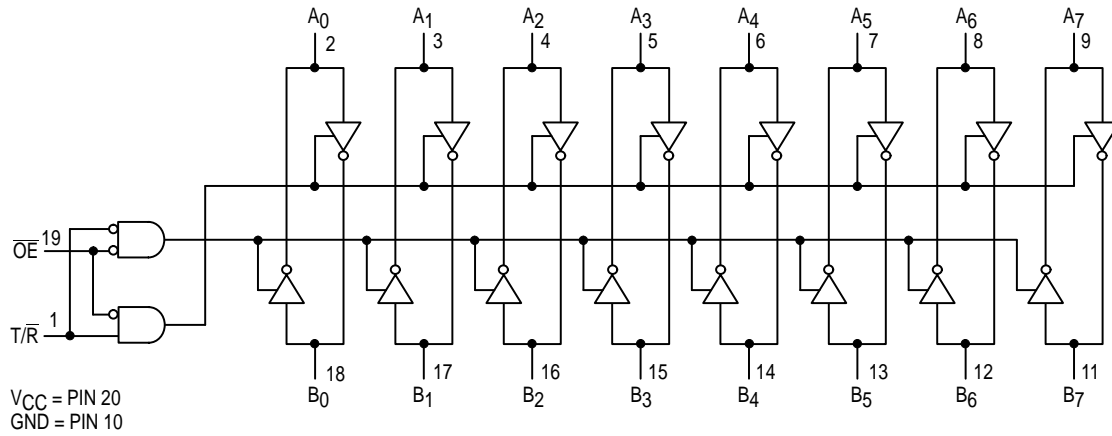 A0 A1 A2 A3 A4 A5 A6 A7
2 3 4 5 6 7 8 9
OE 19
T/R 1
18 17 16 15 14 13 12 11
B0 B1 B2 B3 B4 B5 B6 B7
VCC = PIN 20
GND = PIN 10